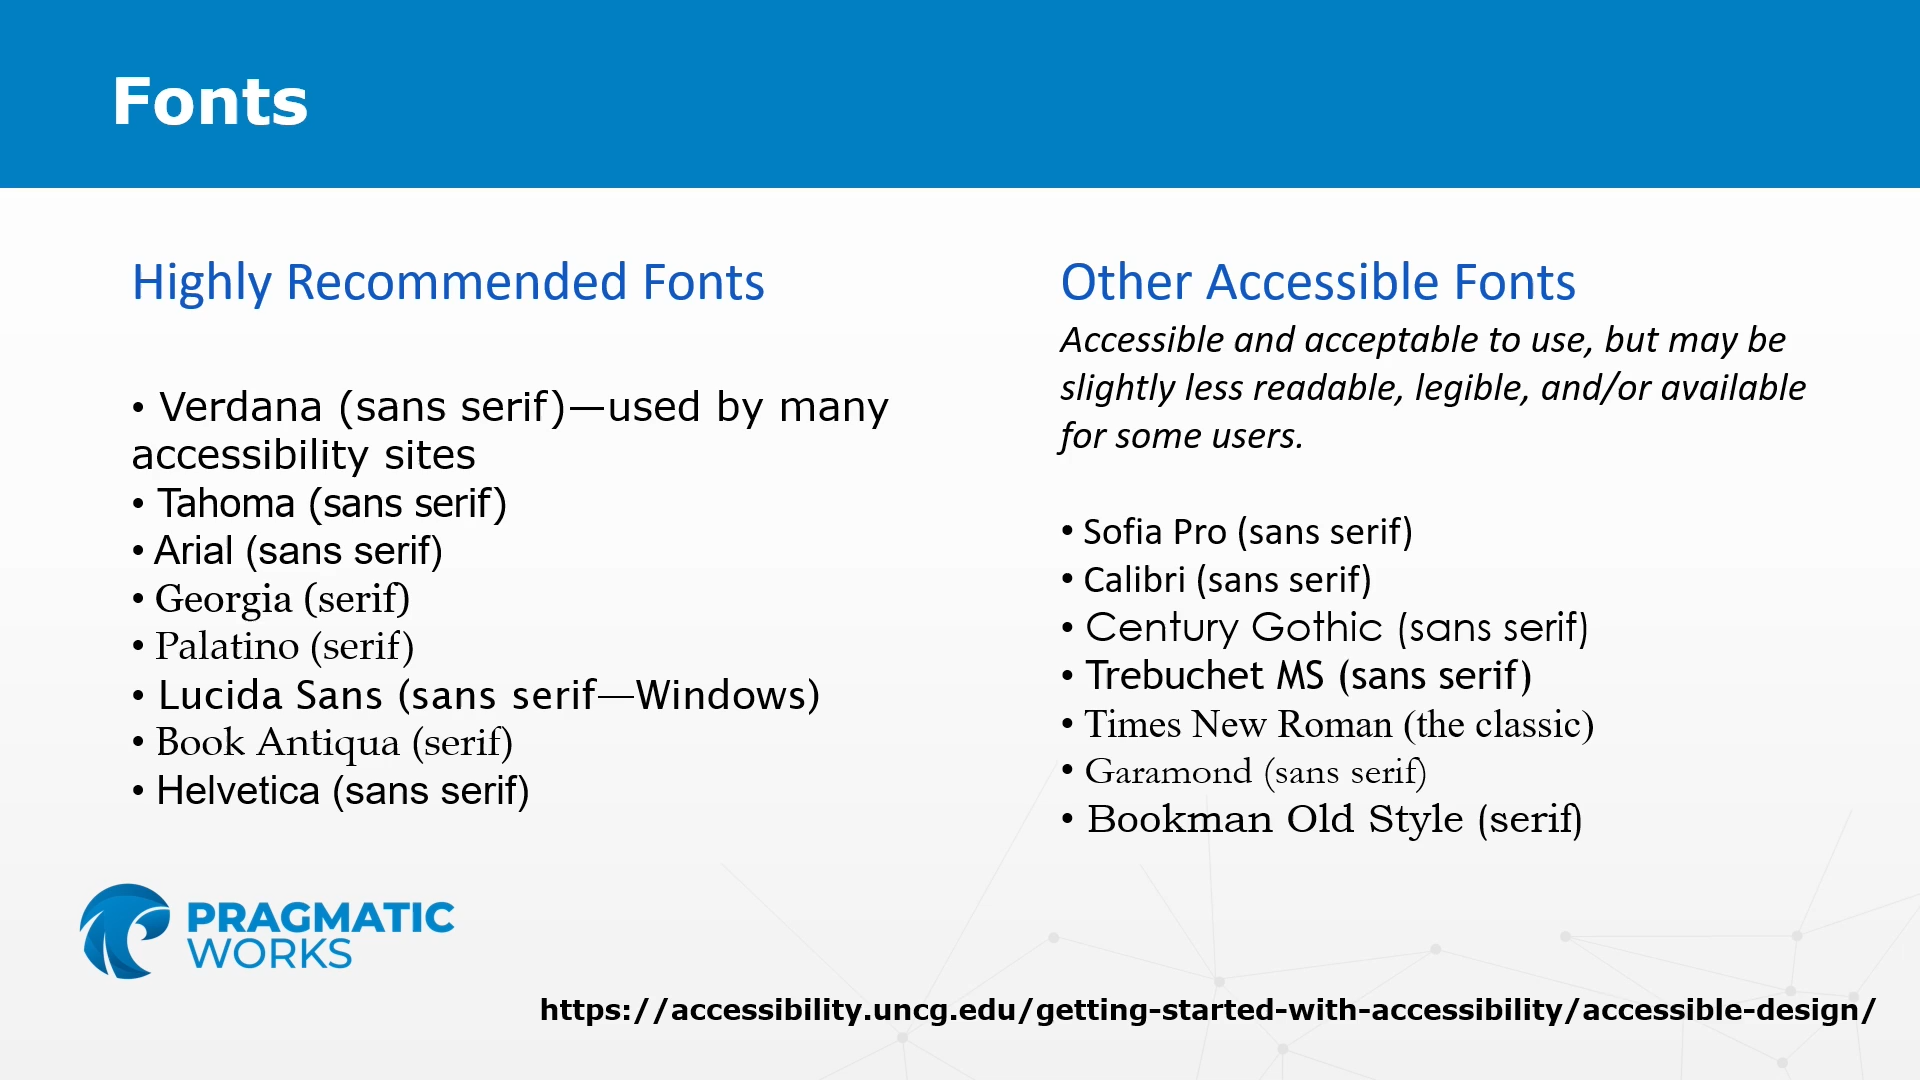 Fonts
Highly Recommended Fonts
• Verdana (sans serif)—used by many
accessibility sites
• Tahoma (sans serif)
• Arial (sans serif)
• Georgia (serif)
• Palatino (serif)
• Lucida Sans (sans serif—Windows)
• Book Antiqua (serif)
• Helvetica (sans serif)
Other Accessible Fonts
Accessible and acceptable to use, but may be
slightly less readable, legible, and/or available
for some users.
• Sofia Pro (sans serif)
• Calibri (sans serif)
• Century Gothic (sans serif)
• Trebuchet MS (sans serif)
• Times New Roman (the classic)
• Garamond (sans serif)
• Bookman Old Style (serif)
PRAGMATIC
WORKS
https://accessibility.uncg.edu/getting-started-with-accessibility/accessible-design/